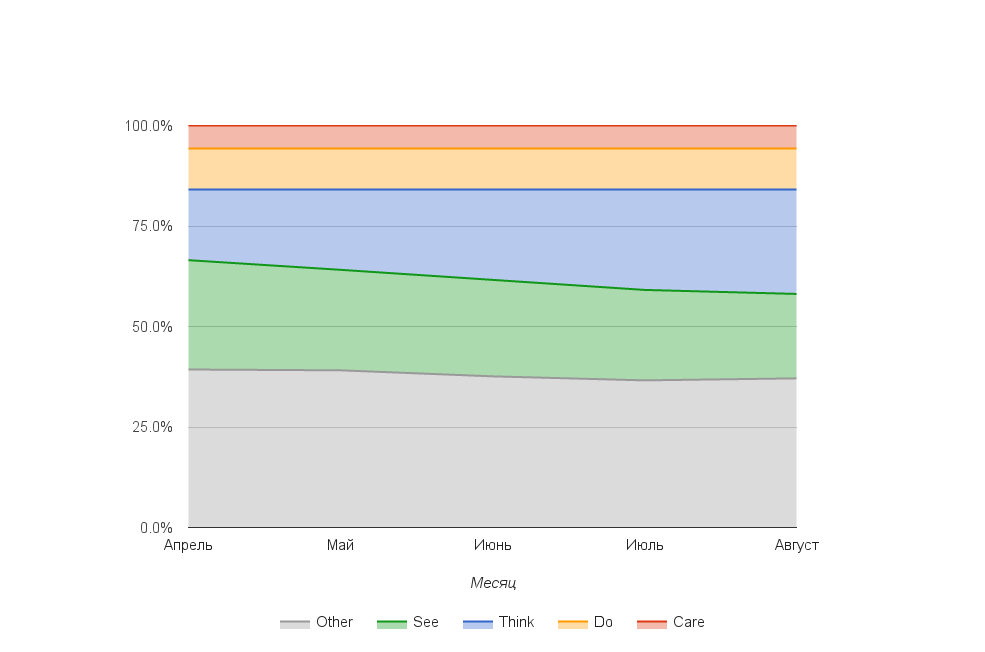 100.0%
75.0%
50.0%
25.0%
0.0%
Апрель Май Июнь Июль Август
Месяц
Other See Think Do Care